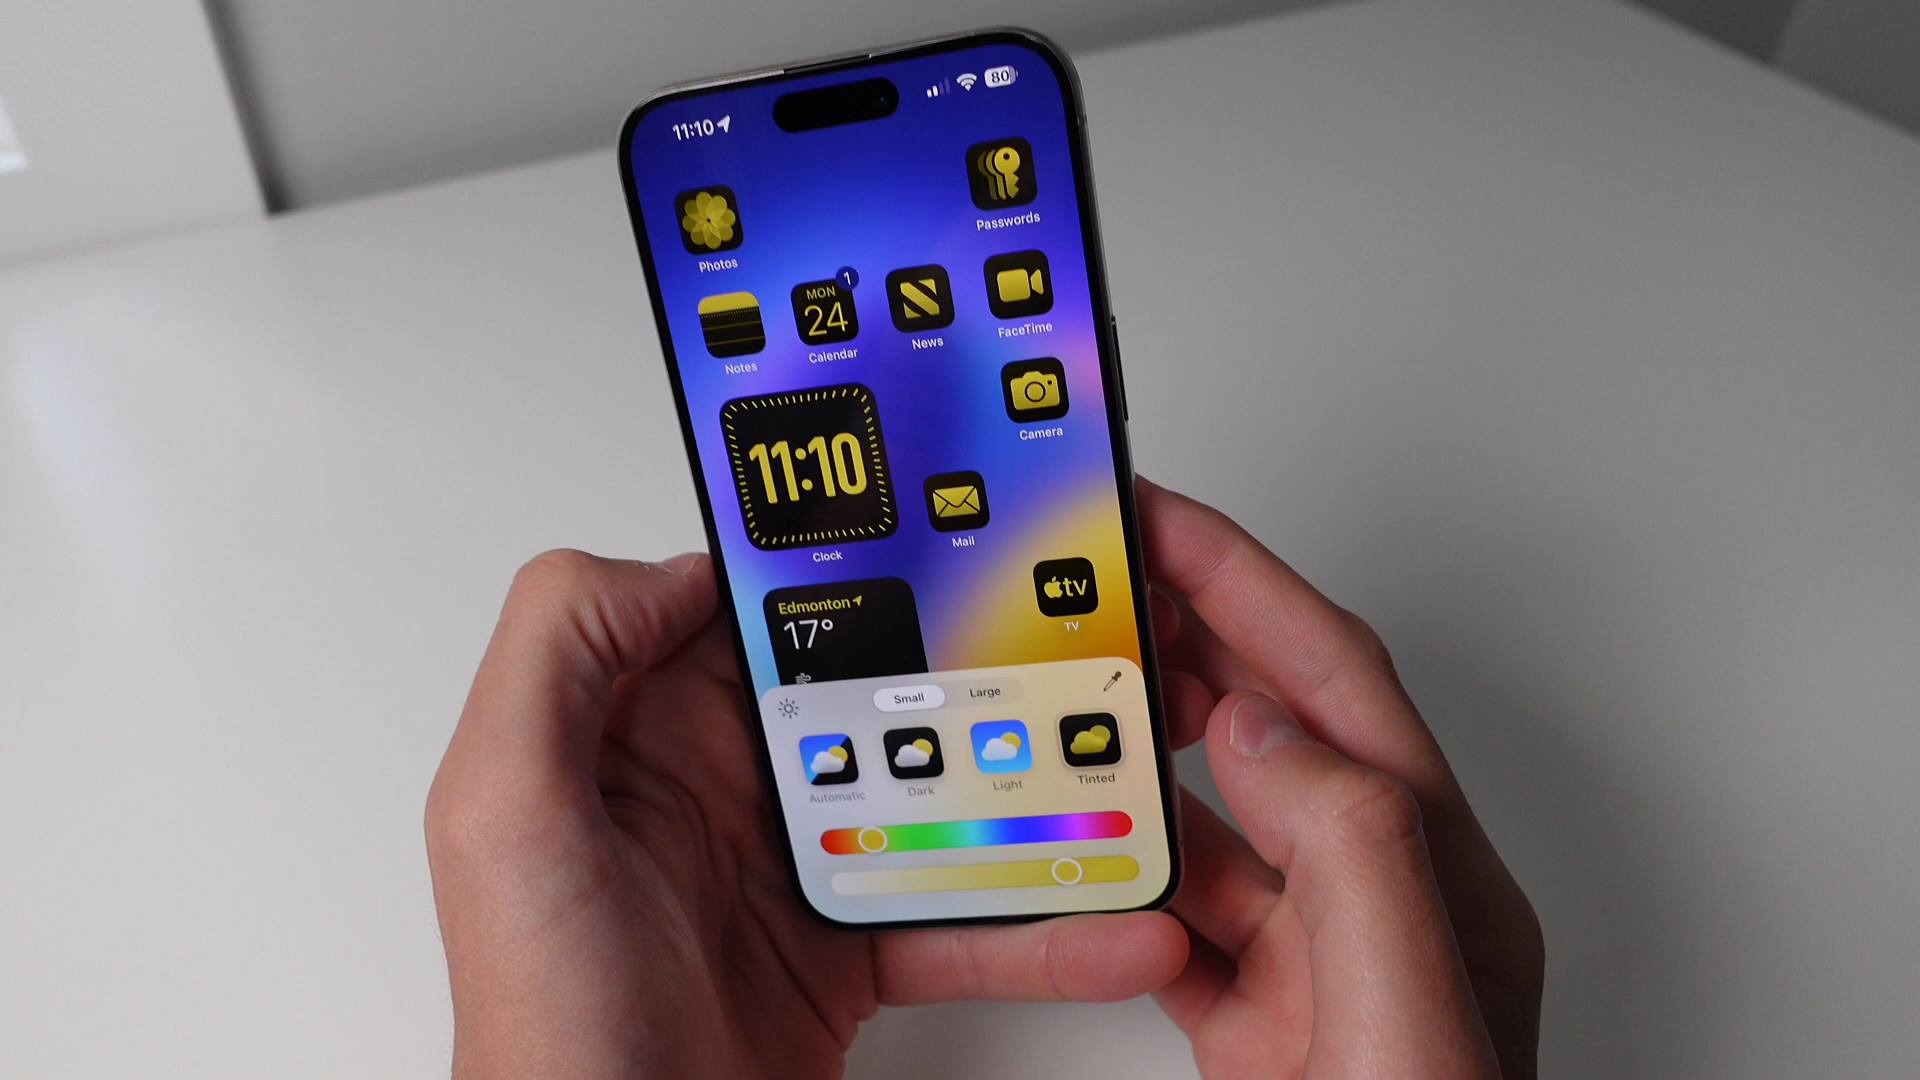 11:10
80
Passwords
Photos
MON
24
1
Notes
Calendar
News
FaceTime
Camera
11:10
Clock
Mail
Edmonton
17°
tv
TV
Small
Large
Automatic
Dark
Light
Tinted